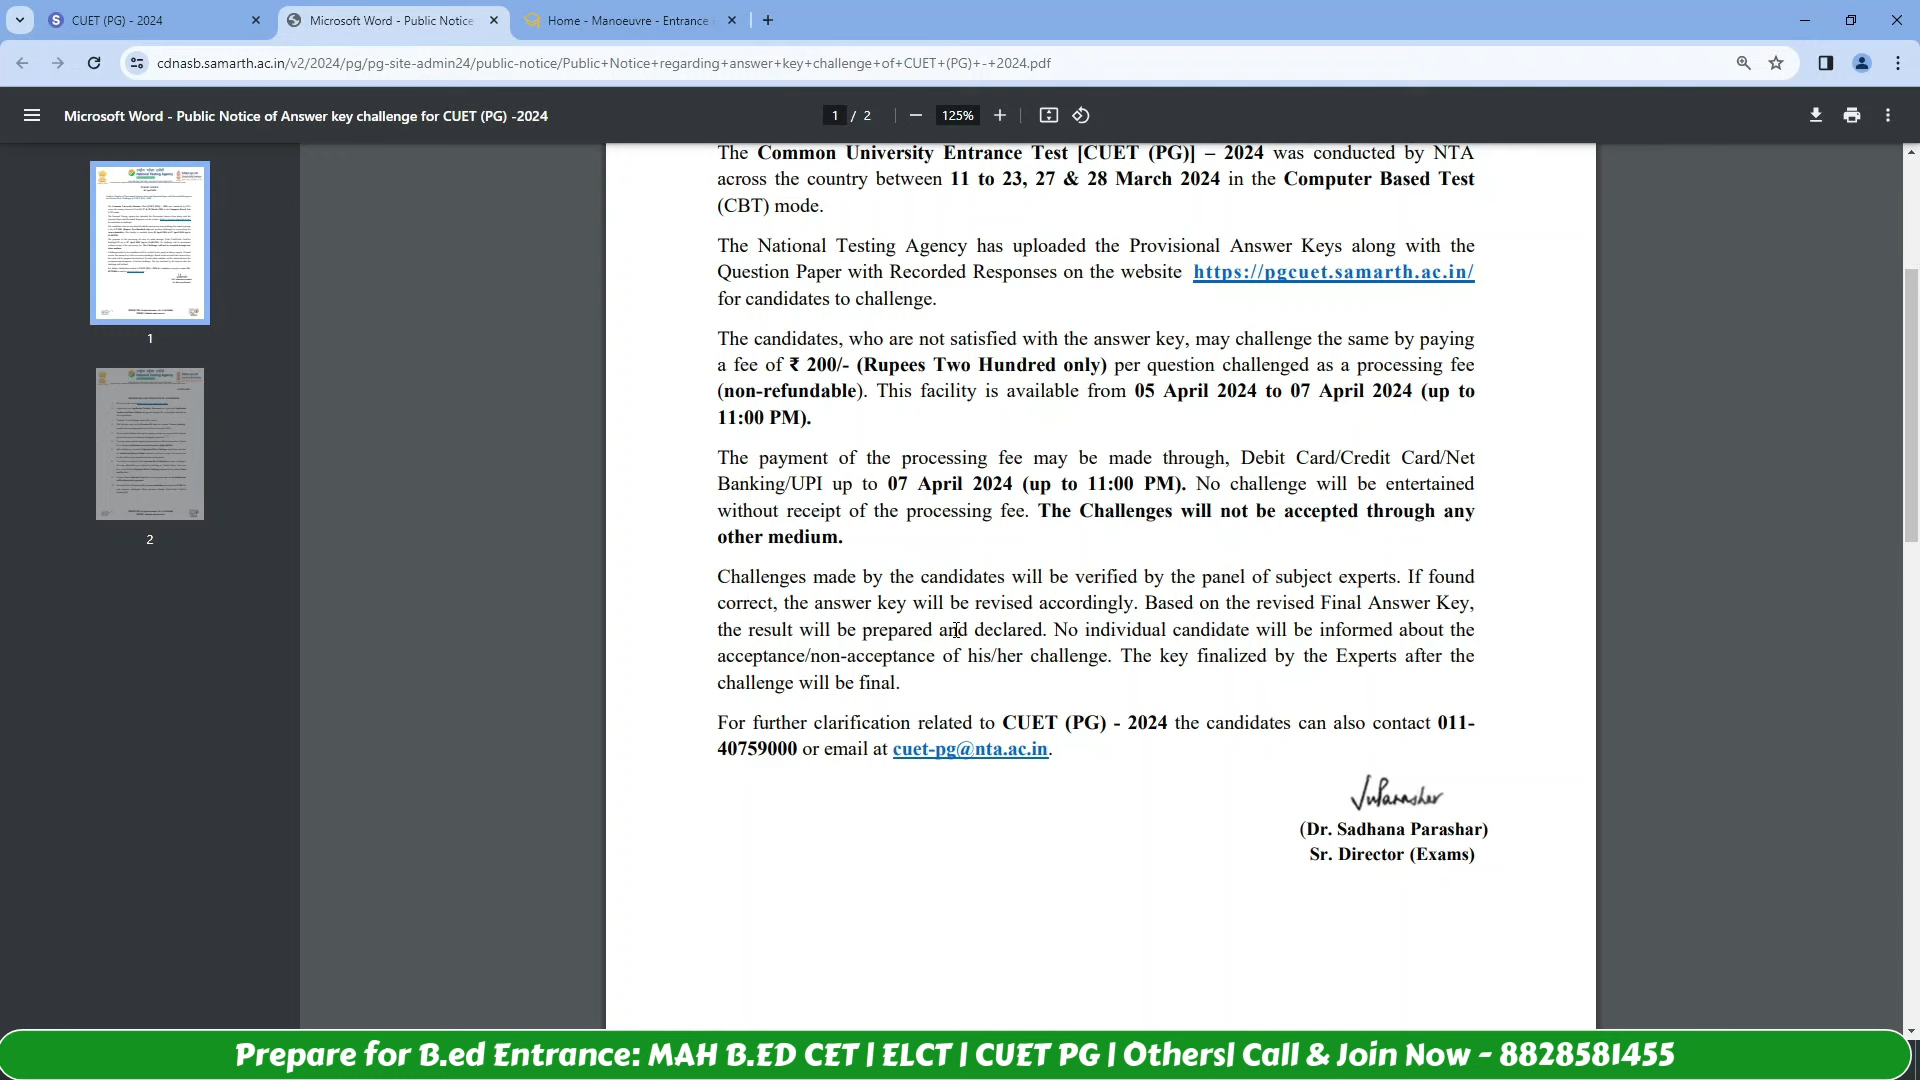 CUET (PG) - 2024
Microsoft Word - Public Notice
Home - Manoeuvre - Entrance
cdnasb.samarth.ac.in/v2/2024/pg/pg-site-admin24/public-notice/Public+Notice+regarding+answer+key+challenge+of+CUET+(PG)+-+2024.pdf
Microsoft Word - Public Notice of Answer key challenge for CUET (PG) -2024
1 / 2
125%
The Common University Entrance Test [CUET (PG)] – 2024 was conducted by NTA
across the country between 11 to 23, 27 & 28 March 2024 in the Computer Based Test
(CBT) mode.
The National Testing Agency has uploaded the Provisional Answer Keys along with the
Question Paper with Recorded Responses on the website https://pgcuet.samarth.ac.in/
for candidates to challenge.
The candidates, who are not satisfied with the answer key, may challenge the same by paying
a fee of ₹ 200/- (Rupees Two Hundred only) per question challenged as a processing fee
(non-refundable). This facility is available from 05 April 2024 to 07 April 2024 (up to
11:00 PM).
The payment of the processing fee may be made through, Debit Card/Credit Card/Net
Banking/UPI up to 07 April 2024 (up to 11:00 PM). No challenge will be entertained
without receipt of the processing fee. The Challenges will not be accepted through any
other medium.
Challenges made by the candidates will be verified by the panel of subject experts. If found
correct, the answer key will be revised accordingly. Based on the revised Final Answer Key,
the result will be prepared and declared. No individual candidate will be informed about the
acceptance/non-acceptance of his/her challenge. The key finalized by the Experts after the
challenge will be final.
For further clarification related to CUET (PG) - 2024 the candidates can also contact 011-
40759000 or email at cuet-pg@nta.ac.in.
(Dr. Sadhana Parashar)
Sr. Director (Exams)
1
2
Prepare for B.ed Entrance: MAH B.ED CET | ELCT | CUET PG | Others| Call & Join Now - 8828581455